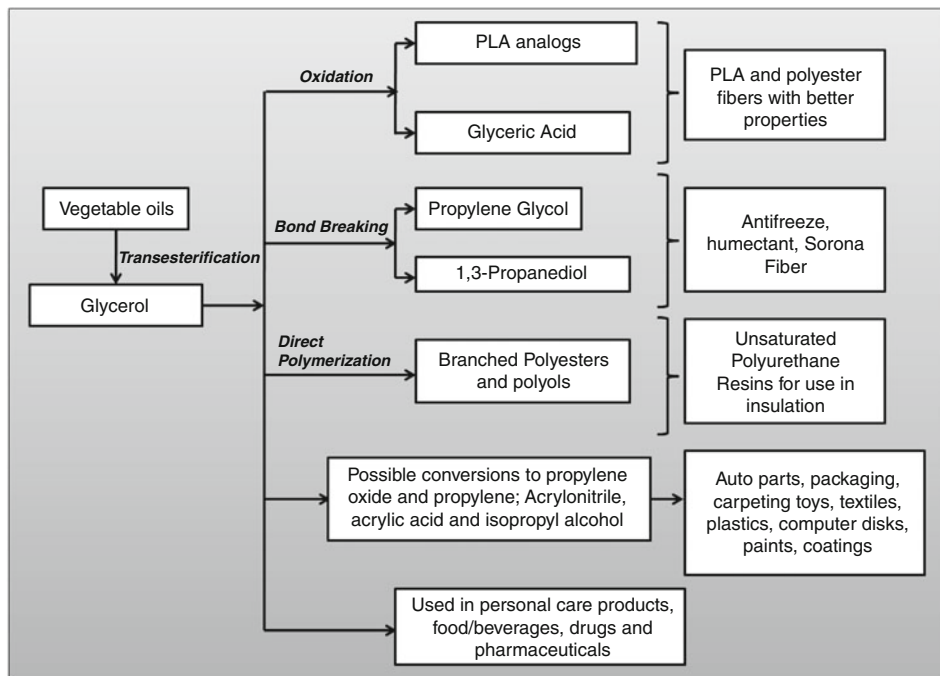 PLA analogs
Oxidation
Glyceric Acid
PLA and polyester
fibers with better
properties
Vegetable oils
Transesterification
Glycerol
Propylene Glycol
Bond Breaking
1,3-Propanediol
Antifreeze,
humectant, Sorona
Fiber
Direct
Polymerization
Branched Polyesters
and polyols
Unsaturated
Polyurethane
Resins for use in
insulation
Possible conversions to propylene
oxide and propylene; Acrylonitrile,
acrylic acid and isopropyl alcohol
Auto parts, packaging,
carpeting toys, textiles,
plastics, computer disks,
paints, coatings
Used in personal care products,
food/beverages, drugs and
pharmaceuticals